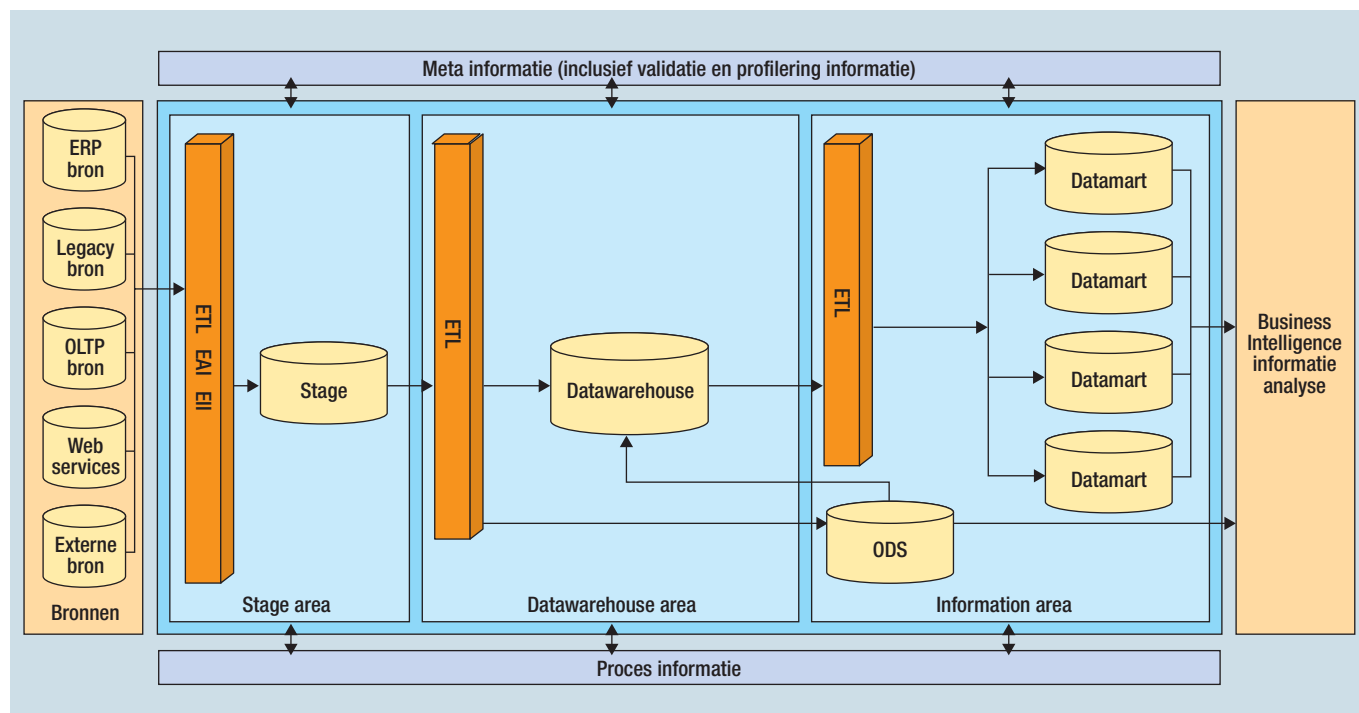 Meta informatie (inclusief validatie en profilering informatie)
ERP
bron
Legacy
bron
OLTP
bron
Web
services
Externe
bron
Bronnen
ETL EAI EII
Stage
Stage area
ETL
Datawarehouse
Datawarehouse area
ETL
Datamart
Datamart
Datamart
Datamart
ODS
Information area
Business
Intelligence
informatie
analyse
Proces informatie